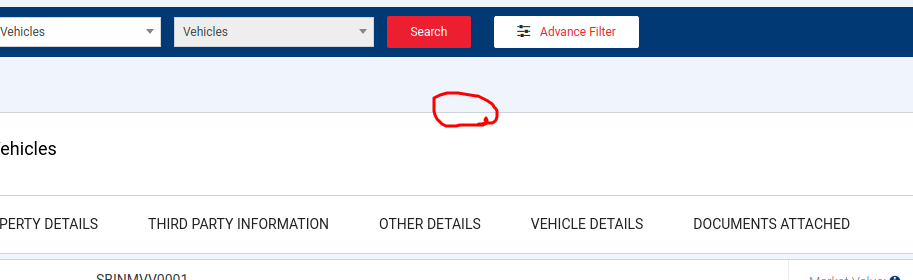 Vehicles Vehicles Search Advance Filter
ehicles
PERTY DETAILS THIRD PARTY INFORMATION OTHER DETAILS VEHICLE DETAILS DOCUMENTS ATTACHED
SBINMVV0001 Market Value